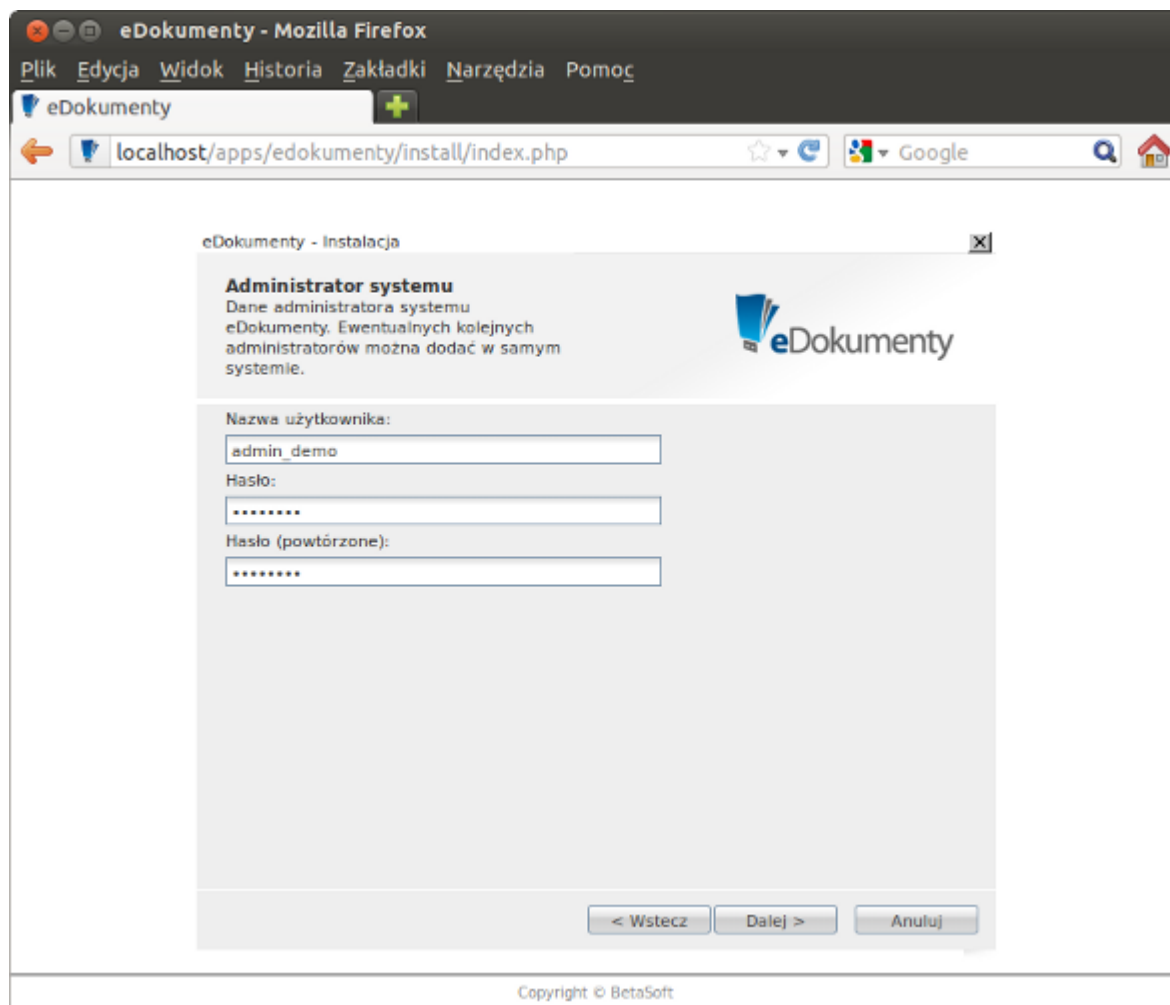 eDokumenty - Mozilla Firefox
Plik Edycja Widok Historia Zakładki Narzędzia Pomoc
eDokumenty
localhost/apps/edokumenty/install/index.php Google
eDokumenty - Instalacja
Administrator systemu
Dane administratora systemu
eDokumenty. Ewentualnych kolejnych
administratorów można dodać w samym
systemie.
eDokumenty
Nazwa użytkownika:
admin_demo
Hasło:
••••••••
Hasło (powtórzone):
••••••••
< Wstecz Dalej > Anuluj
Copyright © BetaSoft